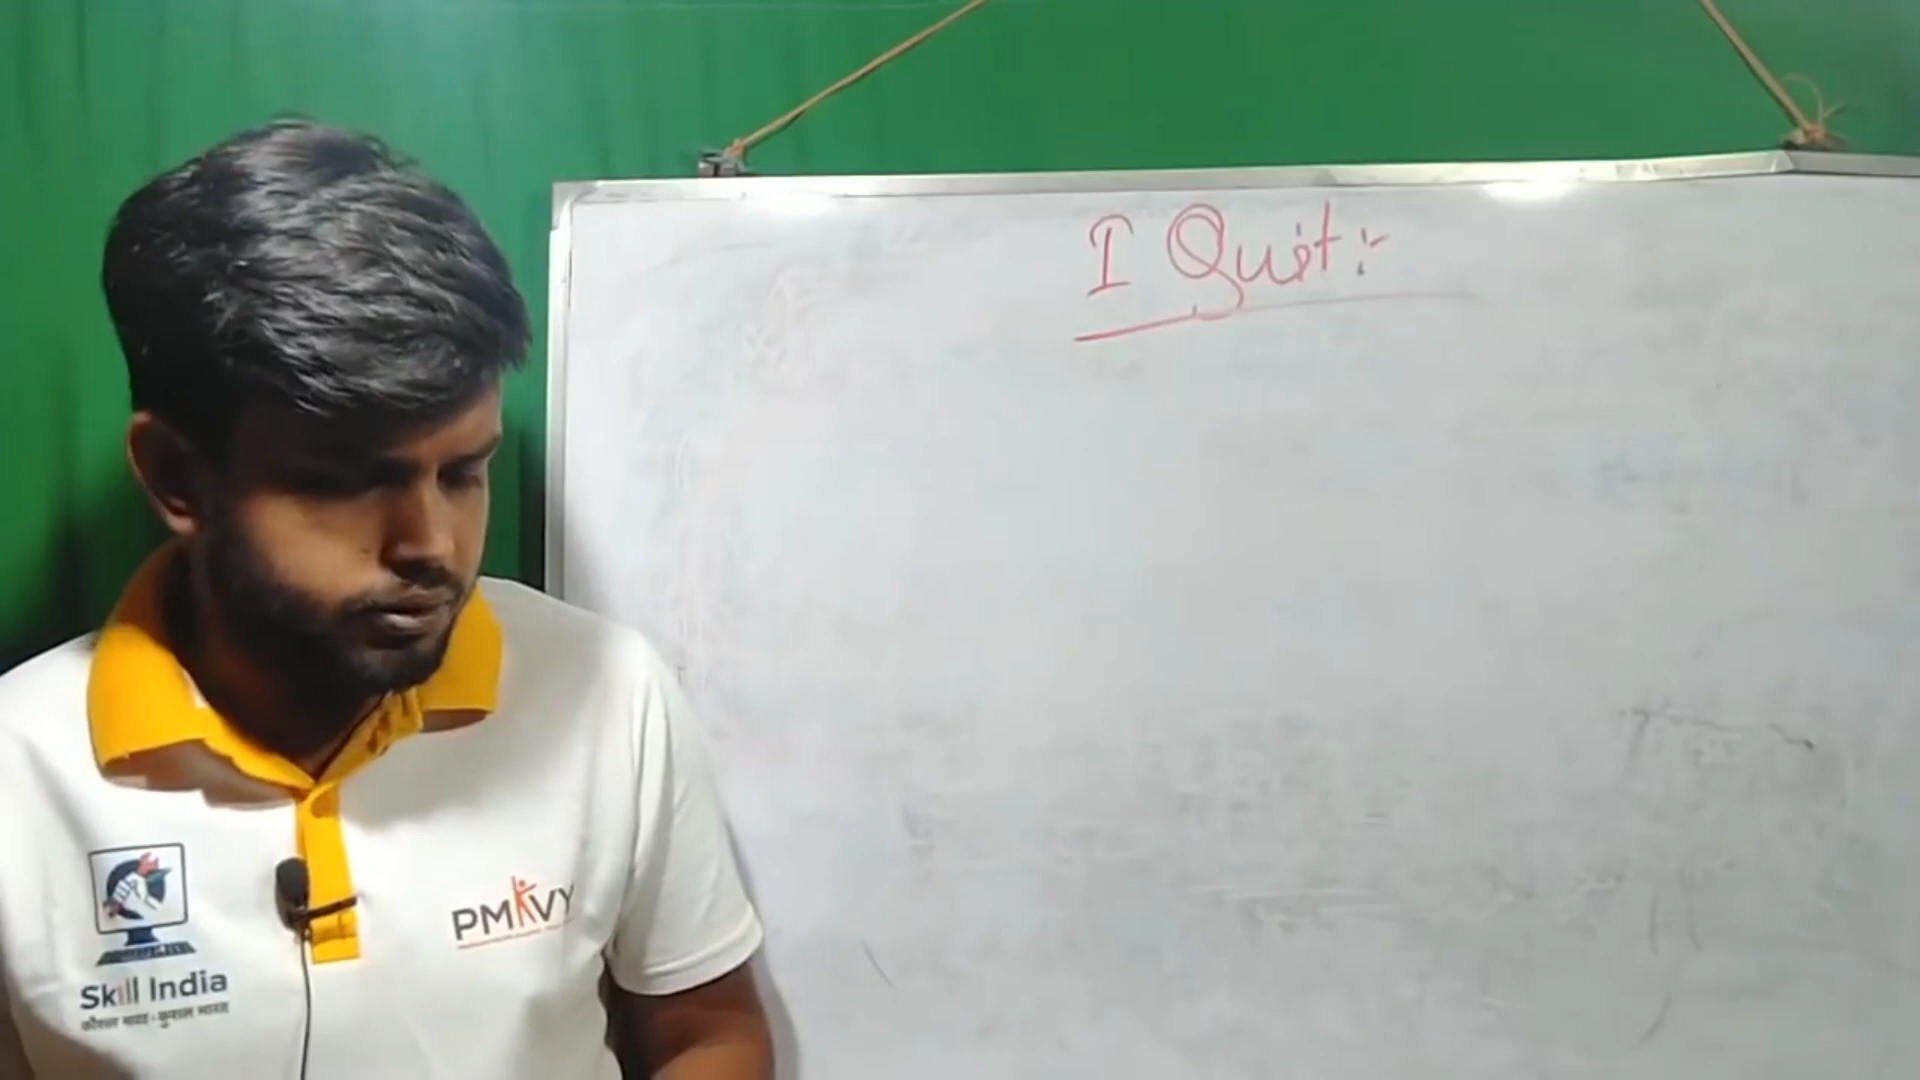 I Quit :-
PMKVY
Skill India
कौशल भारत - कुशल भारत